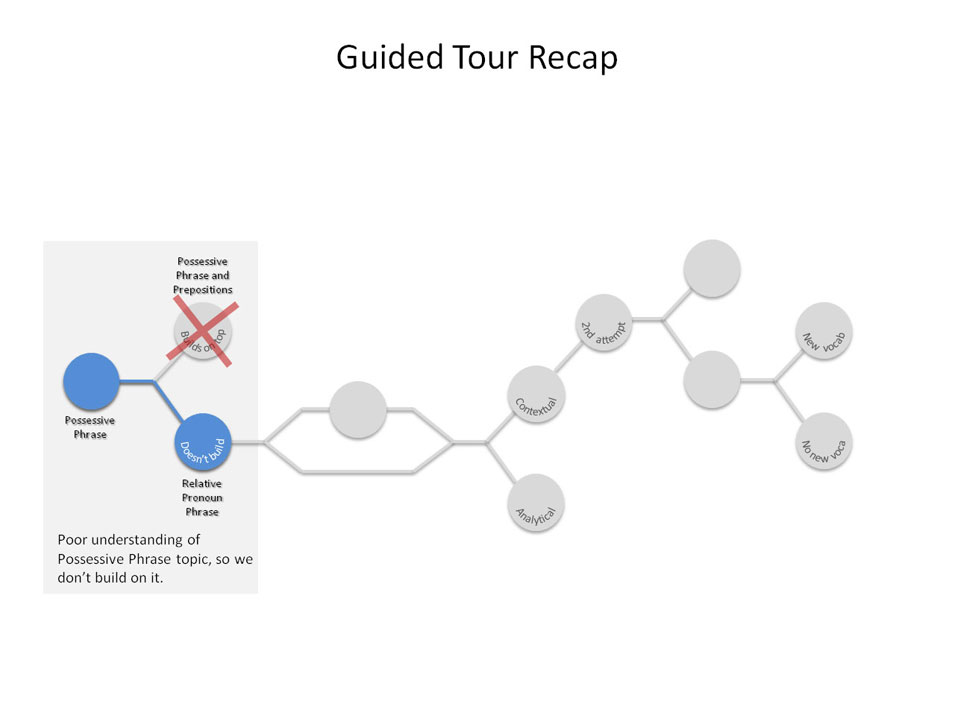 Guided Tour Recap
Possessive
Phrase and
Prepositions
Builds on top
Possessive
Phrase
Doesn't build
Relative
Pronoun
Phrase
Poor understanding of
Possessive Phrase topic, so we
don't build on it.
Contextual
Analytical
2nd attempt
New vocab
No new voca